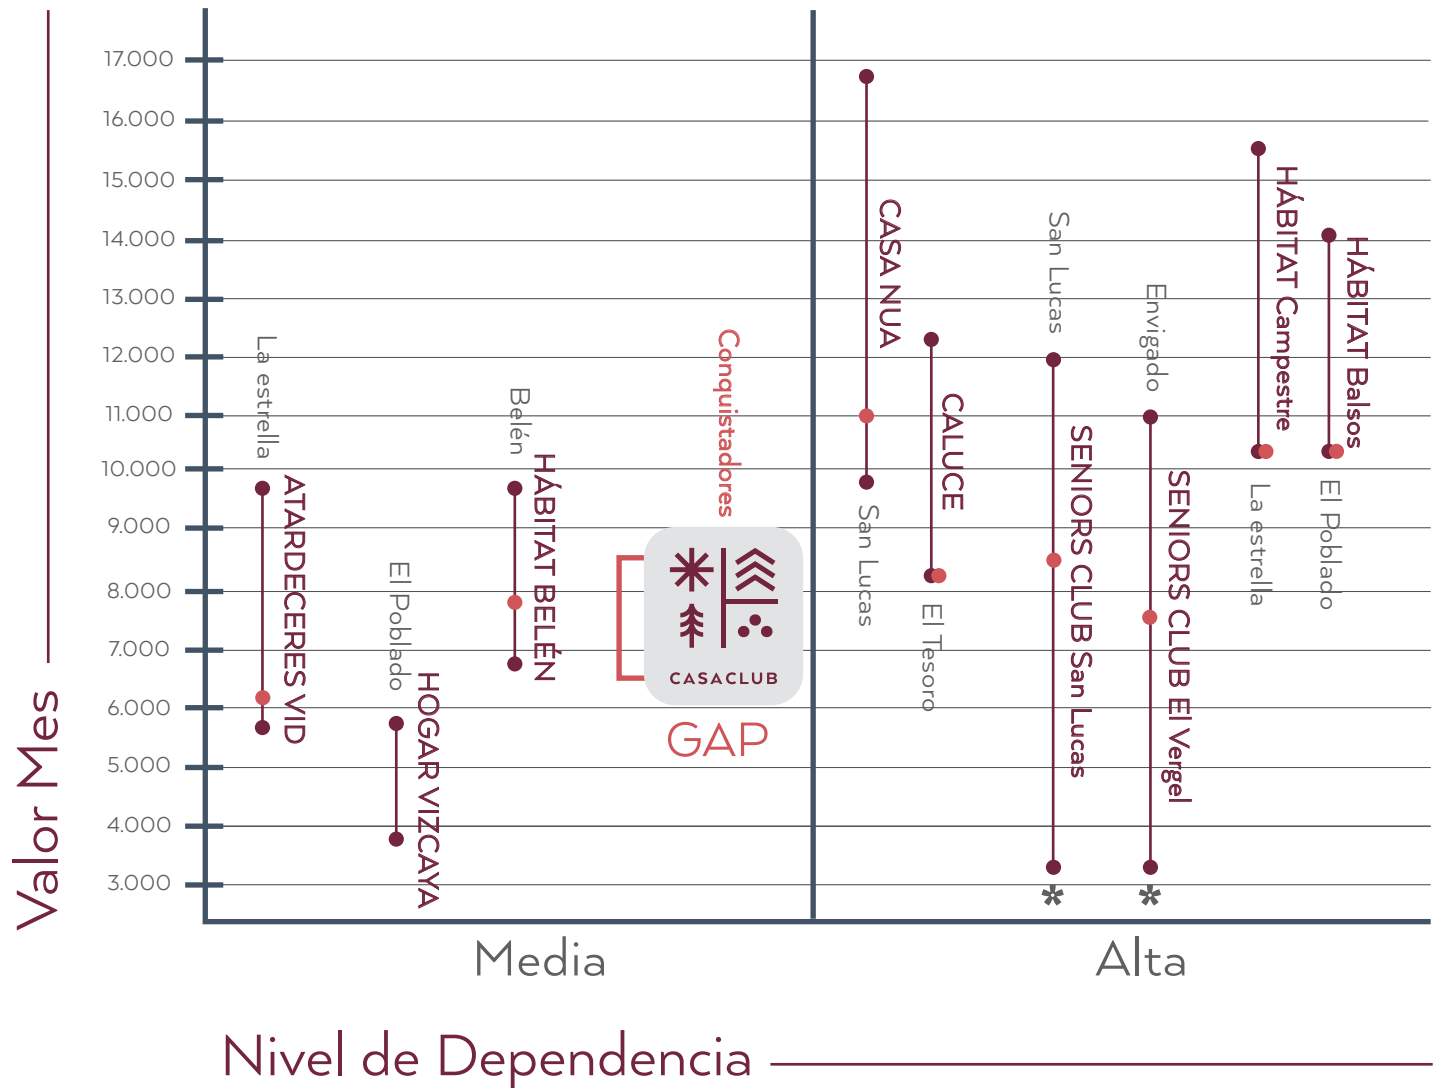 Valor Mes
17.000
16.000
15.000
14.000
13.000
12.000
11.000
10.000
9.000
8.000
7.000
6.000
5.000
4.000
3.000
La estrella
ATARDECERES VID
El Poblado
HOGAR VIZCAYA
Belén
HÁBITAT BELÉN
Conquistadores
CASACLUB
GAP
CASA NUA
San Lucas
CALUCE
El Tesoro
San Lucas
SENIORS CLUB San Lucas
*
Envigado
SENIORS CLUB El Vergel
*
HÁBITAT Campestre
La estrella
HÁBITAT Balsos
El Poblado
Media
Alta
Nivel de Dependencia